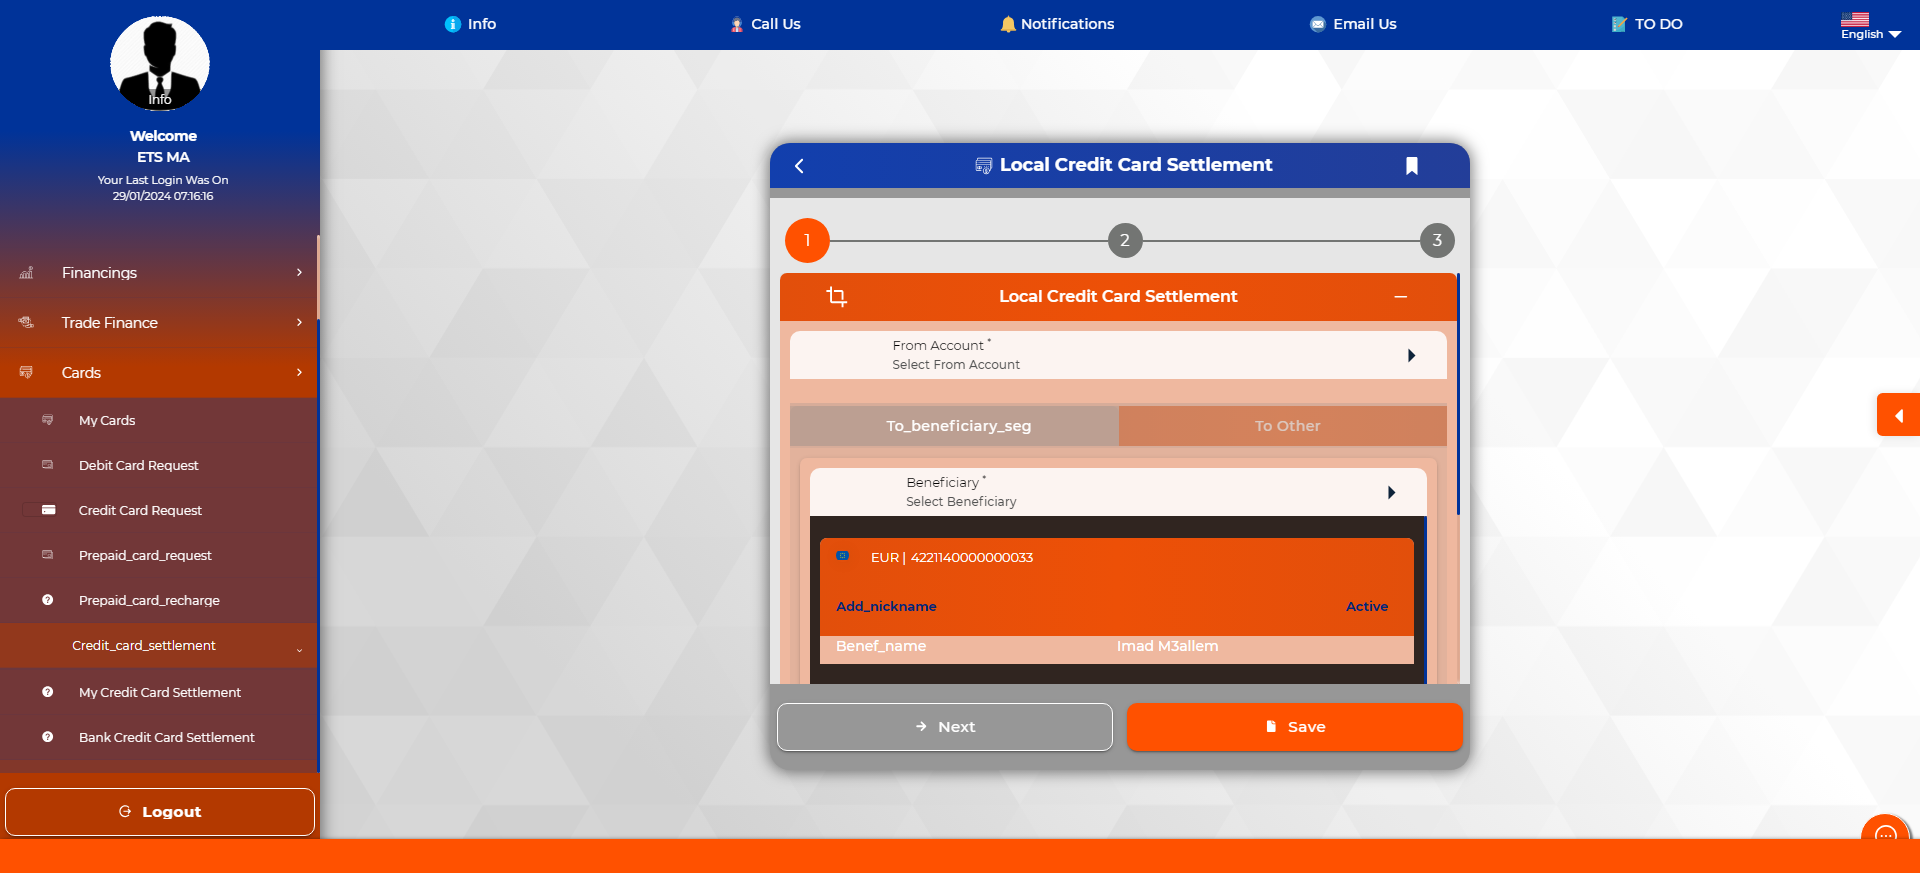 Info
Call Us
Notifications
Email Us
TO DO
English
Info
Welcome
ETS MA
Your Last Login Was On
29/01/2024 07:16:16
Financings
Trade Finance
Cards
My Cards
Debit Card Request
Credit Card Request
Prepaid_card_request
Prepaid_card_recharge
Credit_card_settlement
My Credit Card Settlement
Bank Credit Card Settlement
Logout
Local Credit Card Settlement
1
2
3
Local Credit Card Settlement
From Account *
Select From Account
To_beneficiary_seg
To Other
Beneficiary *
Select Beneficiary
EUR | 4221140000000033
Add_nickname
Active
Benef_name
Imad M3allem
Next
Save